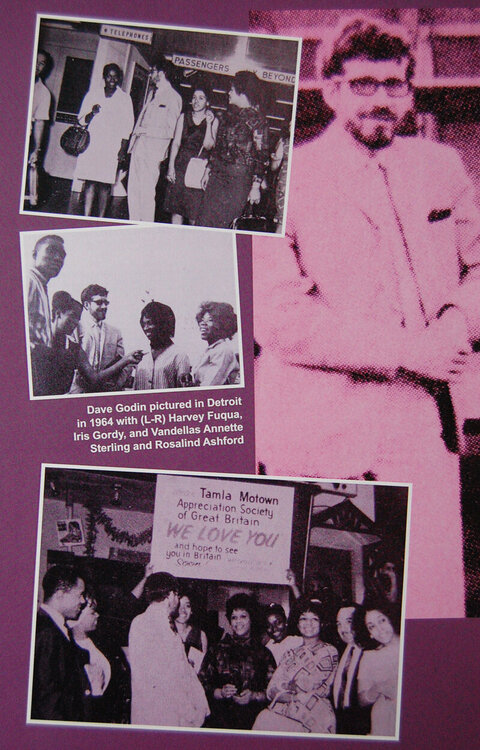 TELEPHONES
PASSENGERS
BEYOND
Dave Godin pictured in Detroit
in 1964 with (L-R) Harvey Fuqua,
Iris Gordy, and Vandellas Annette
Sterling and Rosalind Ashford
Tamla Motown
Appreciation Society
of Great Britain
WE LOVE YOU
and hope to see
you in Britain
Soon